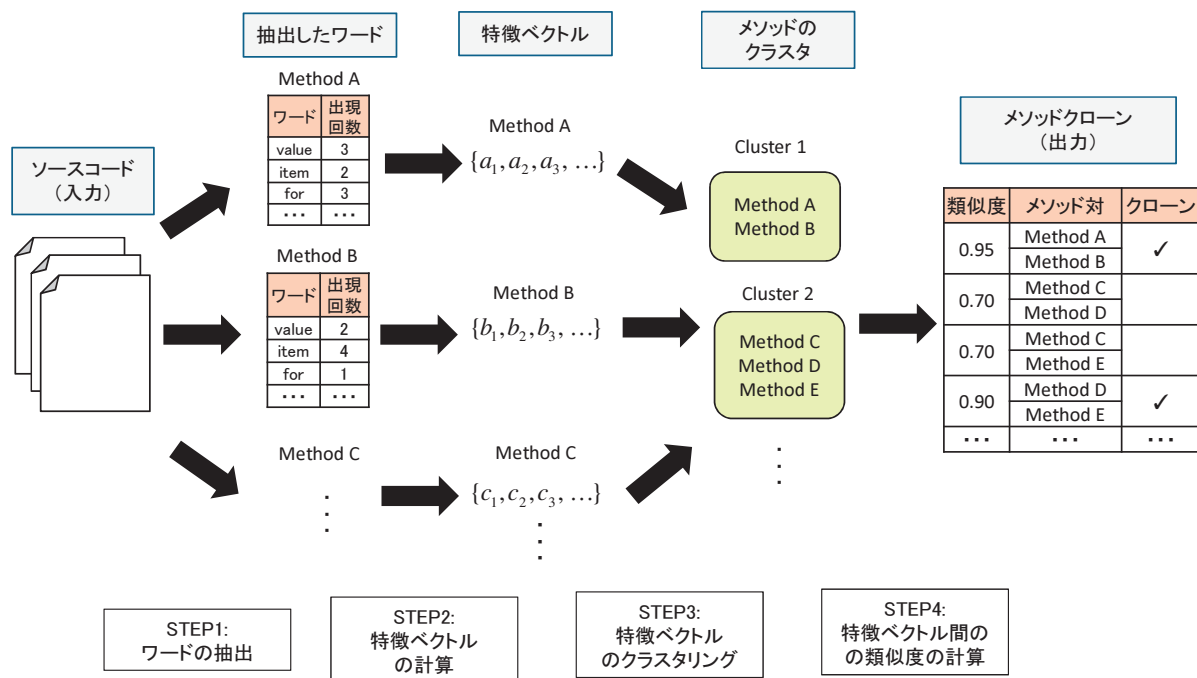 ソースコード
（入力）
抽出したワード
Method A
ワード 出現
回数
value 3
item 2
for 3
・・・ ・・・
Method B
ワード 出現
回数
value 2
item 4
for 1
・・・ ・・・
Method C
・
・
・
特徴ベクトル
Method A
{a₁, a₂, a₃, …}
Method B
{b₁, b₂, b₃, …}
Method C
{c₁, c₂, c₃, …}
・
・
・
メソッドの
クラスタ
Cluster 1
Method A
Method B
Cluster 2
Method C
Method D
Method E
・
・
・
メソッドクローン
（出力）
類似度 メソッド対 クローン
0.95 Method A ✓
Method B
0.70 Method C
Method D
0.70 Method C
Method E
0.90 Method D ✓
Method E
・・・ ・・・ ・・・
STEP1:
ワードの抽出
STEP2:
特徴ベクトル
の計算
STEP3:
特徴ベクトル
のクラスタリング
STEP4:
特徴ベクトル間の
の類似度の計算